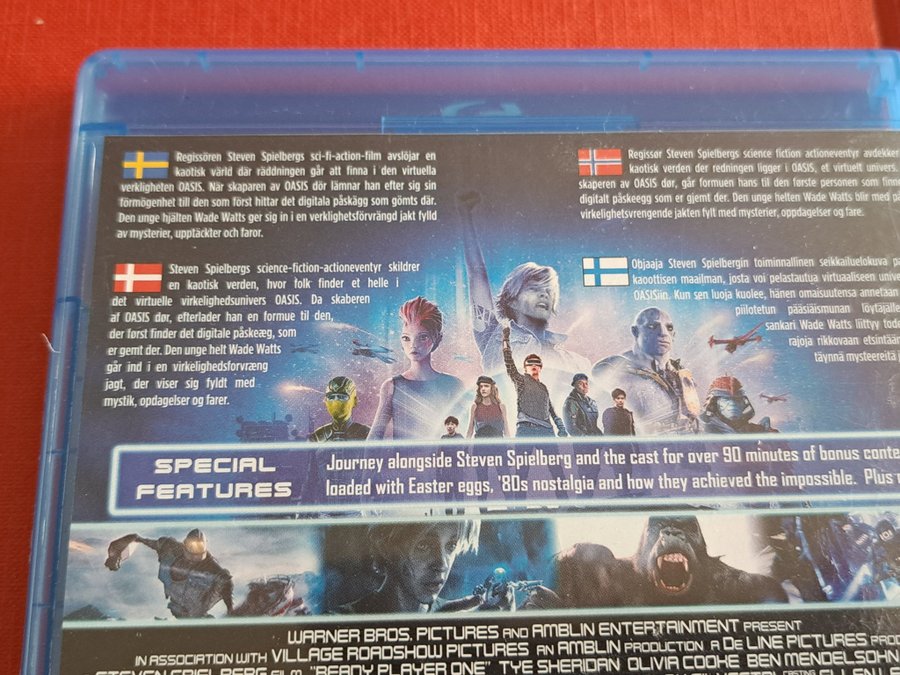 Regissören Steven Spielbergs sci-fi-action-film avslöjar en
kaotisk värld där räddningen går att finna i den virtuella
verkligheten OASIS. När skaparen av OASIS dör lämnar han efter sig sin
förmögenhet till den som först hittar det digitala påskägg som gömts där.
Den unge hjälten Wade Watts ger sig in i en verklighetsförvrängd jakt fylld
av mysterier, upptäckter och faror.
Regissør Steven Spielbergs science fiction actioneventyr avdekker
kaotisk verden der redningen ligger i OASIS, et virtuelt univers.
skaperen av OASIS dør, går formuen hans til den første personen som
digitalt påskeegg som er gjemt der. Den unge helten Wade Watts blir med
virkelighetsvrengende jakten fylt med mysterier, oppdagelser og fare.
Steven Spielbergs science-fiction-actioneventyr skildrer
en kaotisk verden, hvor folk finder et helle i
det virtuelle virkelighedsunivers OASIS. Da skaberen
af OASIS dør, efterlader han en formue til den,
der først finder det digitale påskeæg, som
er gemt der. Den unge helt Wade Watts
går ind i en virkelighedsforvræng
jagt, der viser sig fyldt med
mystik, opdagelser og farer.
Objaaja Steven Spielbergin toiminnallinen seikkailuelokuva
kaoottisen maailman, josta voi pelastautua virtuaaliseen
OASISiin. Kun sen luoja kuolee, hänen omaisuutensa annetaan
piilotetun pääsiäismunan löytäjälle
sankari Wade Watts liittyy
rajoja rikkovaan
täynnä mysteereitä
SPECIAL
FEATURES
Journey alongside Steven Spielberg and the cast for over 90 minutes of bonus
loaded with Easter eggs, '80s nostalgia and how they achieved the impossible. Plus
WARNER BROS. PICTURES AND AMBLIN ENTERTAINMENT PRESENT
IN ASSOCIATION WITH VILLAGE ROADSHOW PICTURES AN AMBLIN PRODUCTION A DE LINE PICTURES
STEVEN SPIELBERG FILM "READY PLAYER ONE" TYE SHERIDAN OLIVIA COOKE BEN MENDELSOHN
CASTING